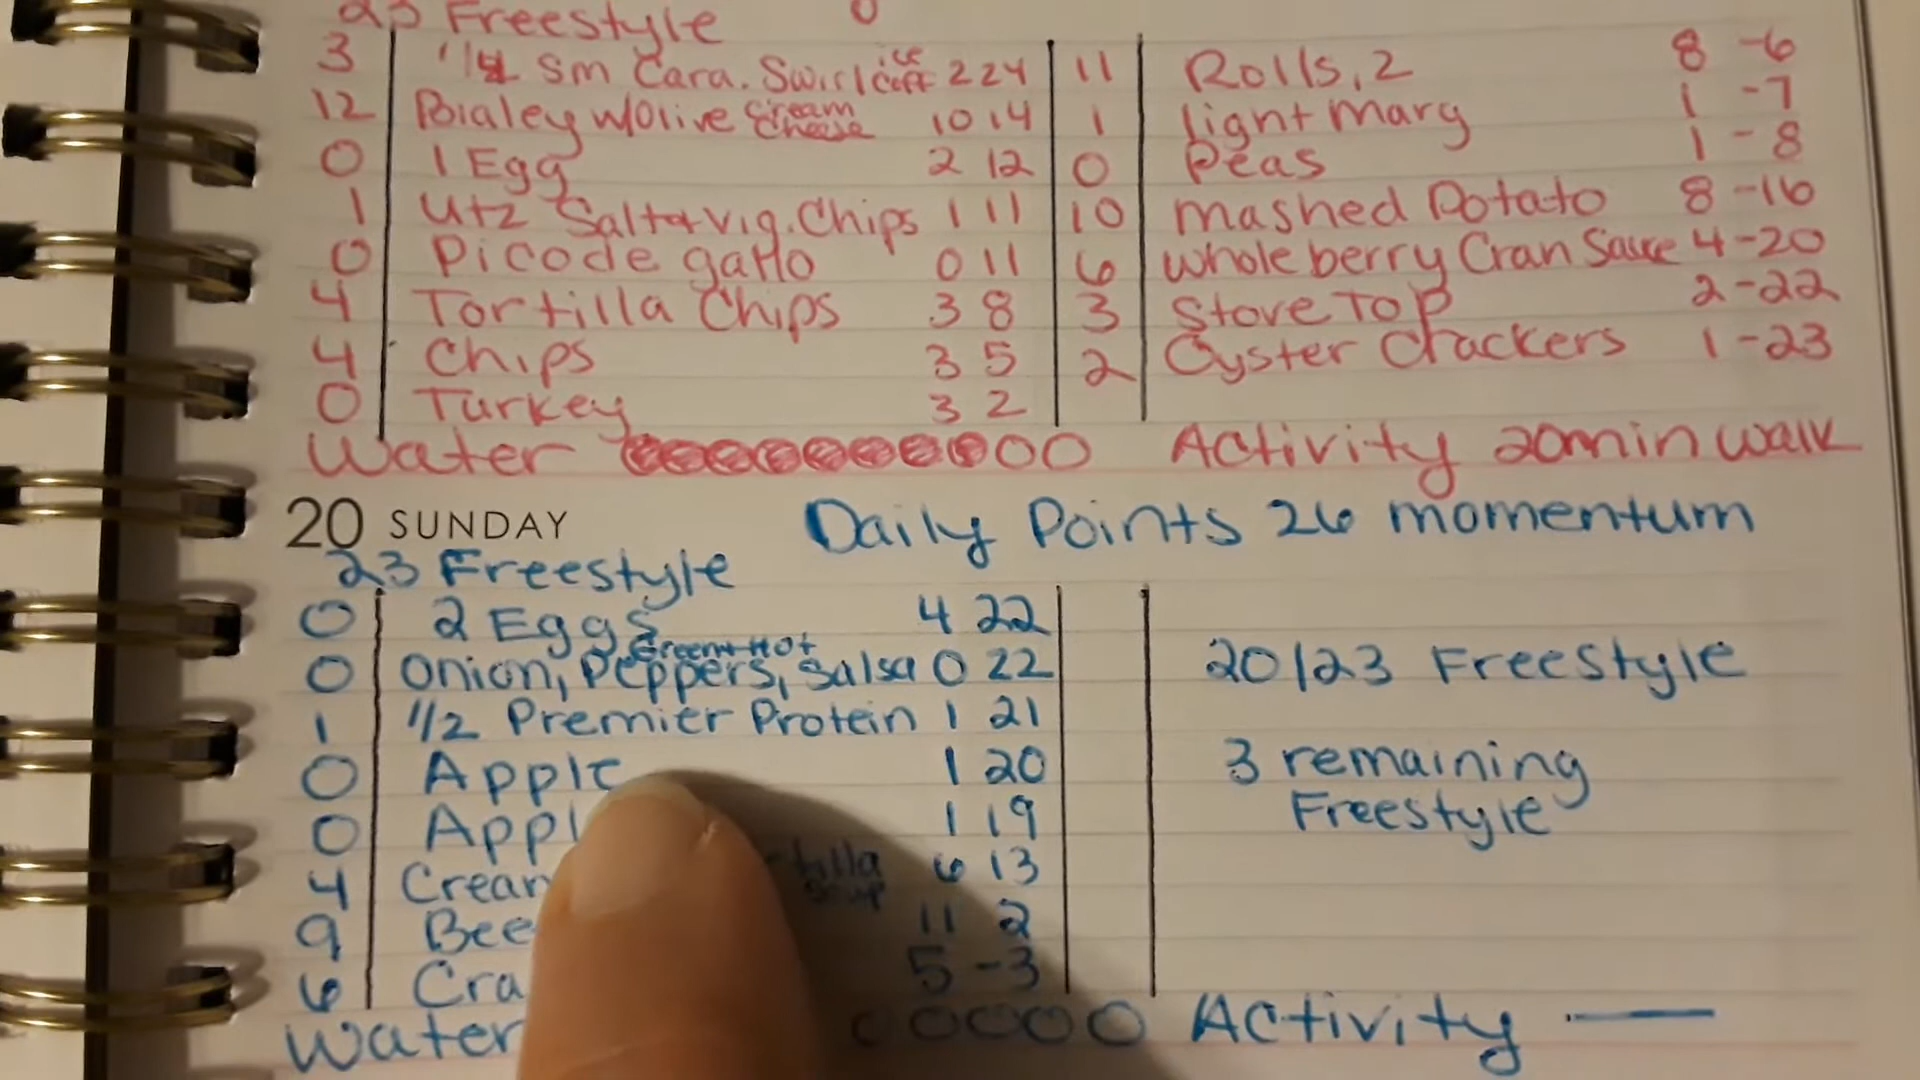 23 Freestyle 0
3 1/4 sm Cara. Swirl ice Coff 2 24
12 Bialey w/Olive Cream Cheese 10 14
0 1 Egg 2 12
1 Utz Salt+Vig. Chips 1 11
0 Picode gallo 0 11
4 Tortilla Chips 3 8
4 Chips 3 5
0 Turkey 3 2
11 Rolls, 2 8 -6
1 light marg 1 -7
0 Peas 1 -8
10 mashed Potato 8 -16
6 whole berry Cran Sauce 4 -20
3 Stove Top 2 -22
2 Oyster Crackers 1 -23
Water Activity 20min walk
20 SUNDAY Daily Points 26 momentum
23 Freestyle
0 2 Eggs 4 22
0 Onion, Green+Hot Peppers, Salsa 0 22
1 1/2 Premier Protein 1 21
0 Apple 1 20
0 Appl 1 19
4 Crea 6 13
9 Bee 11 2
6 Cra 5 -3
20/23 Freestyle
3 remaining
Freestyle
Water Activity —